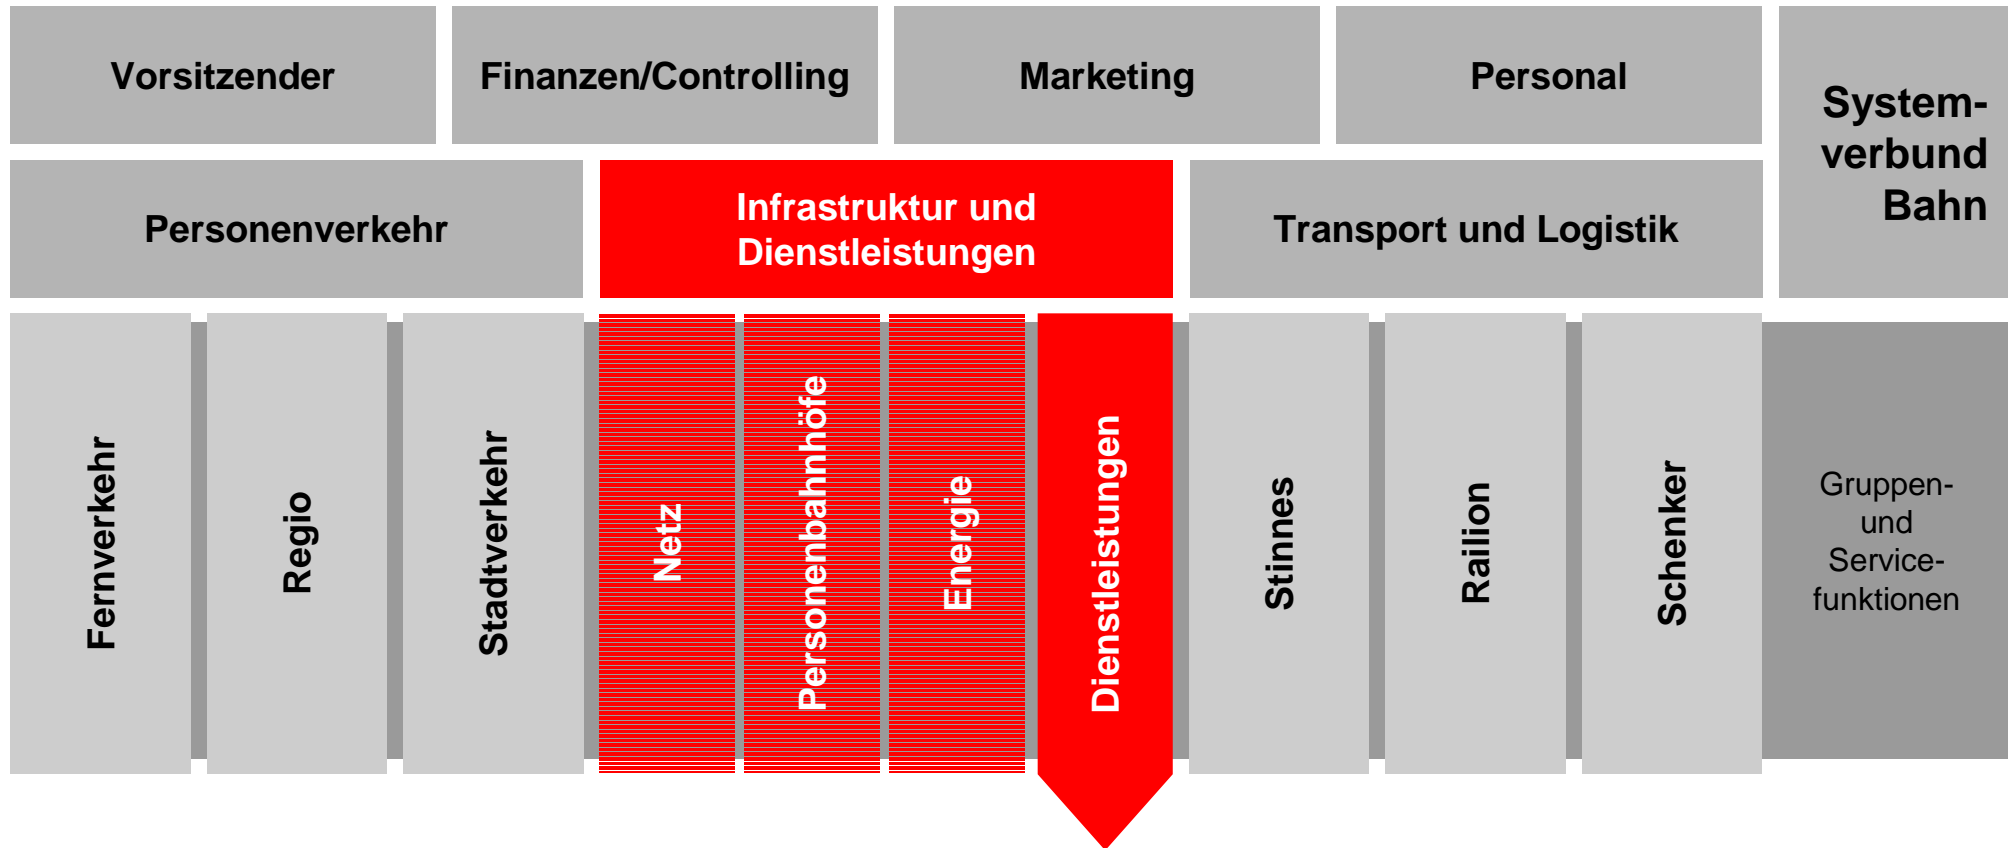 Vorsitzender
Finanzen/Controlling
Marketing
Personal
System-
verbund
Bahn
Personenverkehr
Infrastruktur und
Dienstleistungen
Transport und Logistik
Fernverkehr
Regio
Stadtverkehr
Netz
Personenbahnhöfe
Energie
Dienstleistungen
Stinnes
Railion
Schenker
Gruppen-
und
Service-
funktionen